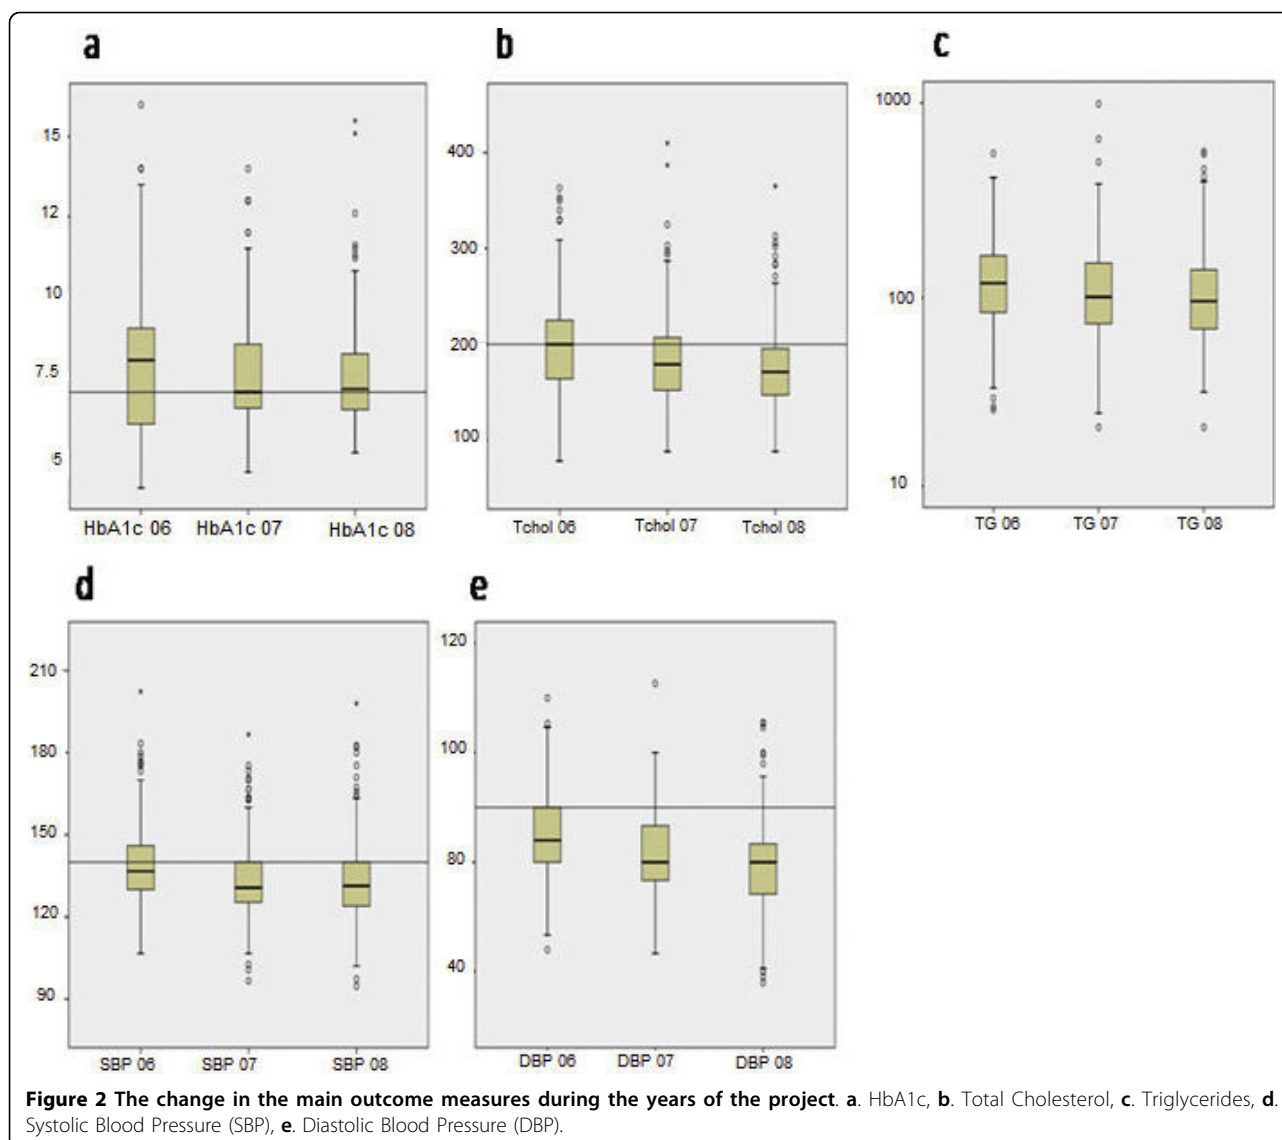 a
15
12
10
7.5
5
HbA1c 06 HbA1c 07 HbA1c 08
b
400
300
200
100
Tchol 06 Tchol 07 Tchol 08
c
1000
100
10
TG 06 TG 07 TG 08
d
210
180
150
120
90
SBP 06 SBP 07 SBP 08
e
120
100
80
40
DBP 06 DBP 07 DBP 08
Figure 2 The change in the main outcome measures during the years of the project. a. HbA1c, b. Total Cholesterol, c. Triglycerides, d.
Systolic Blood Pressure (SBP), e. Diastolic Blood Pressure (DBP).